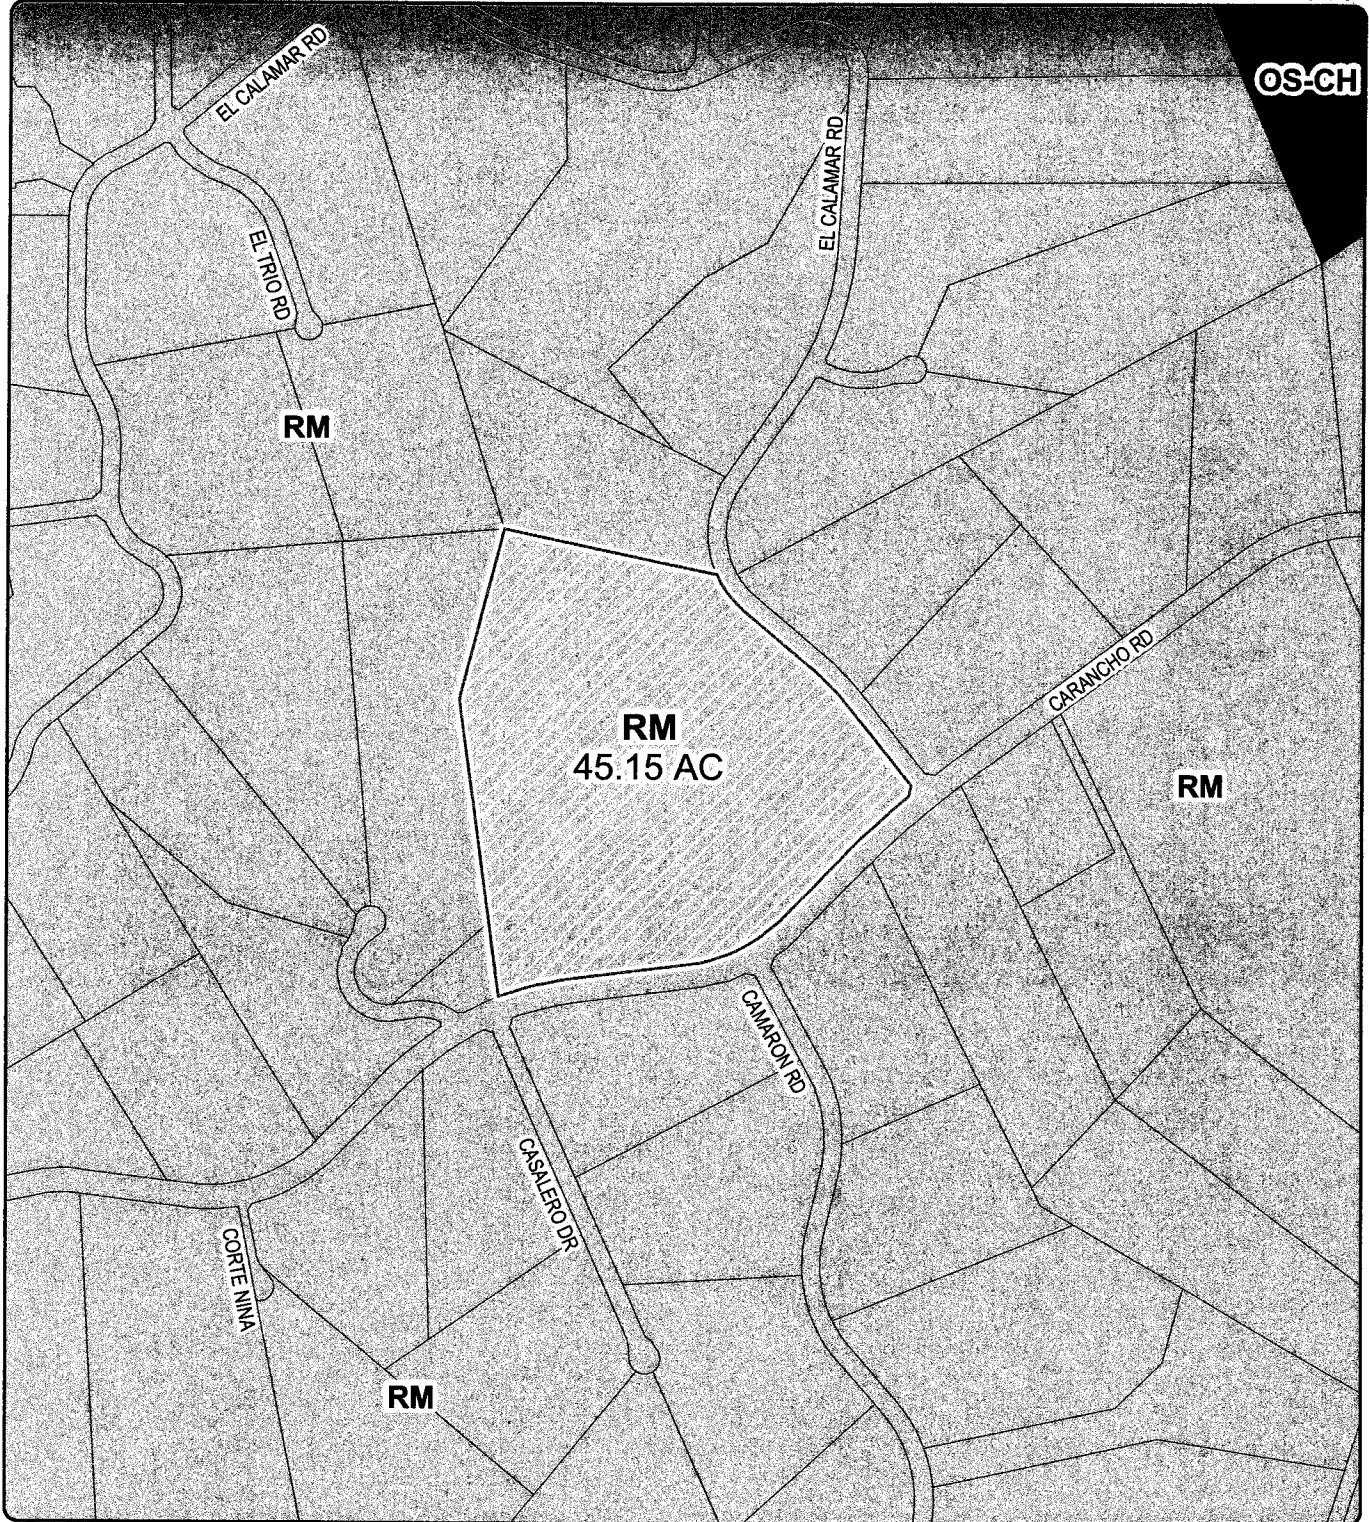 EL CALAMAR RD
OS-CH
EL CALAMAR RD
EL TRIO RD
RM
CARANCHO RD
RM
45.15 AC
RM
CAMARON RD
CASALERO DR
CORTE NINA
RM